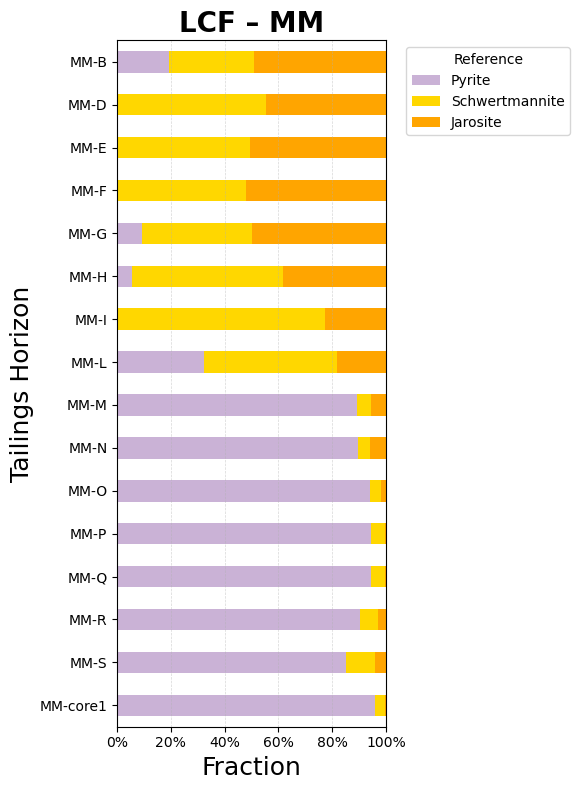 LCF – MM
Reference
Pyrite
Schwertmannite
Jarosite
Tailings Horizon
MM-B
MM-D
MM-E
MM-F
MM-G
MM-H
MM-I
MM-L
MM-M
MM-N
MM-O
MM-P
MM-Q
MM-R
MM-S
MM-core1
0% 20% 40% 60% 80% 100%
Fraction